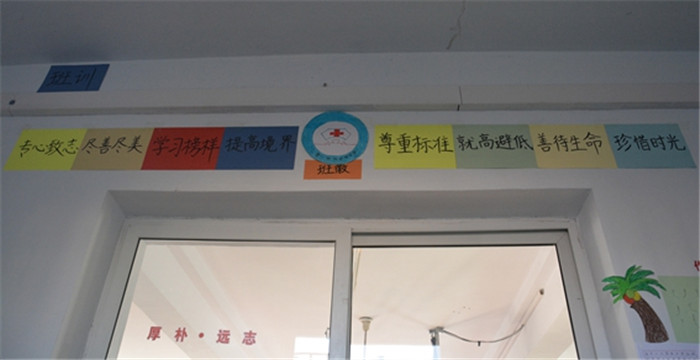 班训
专心致志 尽善尽美 学习榜样 提高境界 尊重标准 就高避低 善待生命 珍惜时光
班徽
厚朴·远志